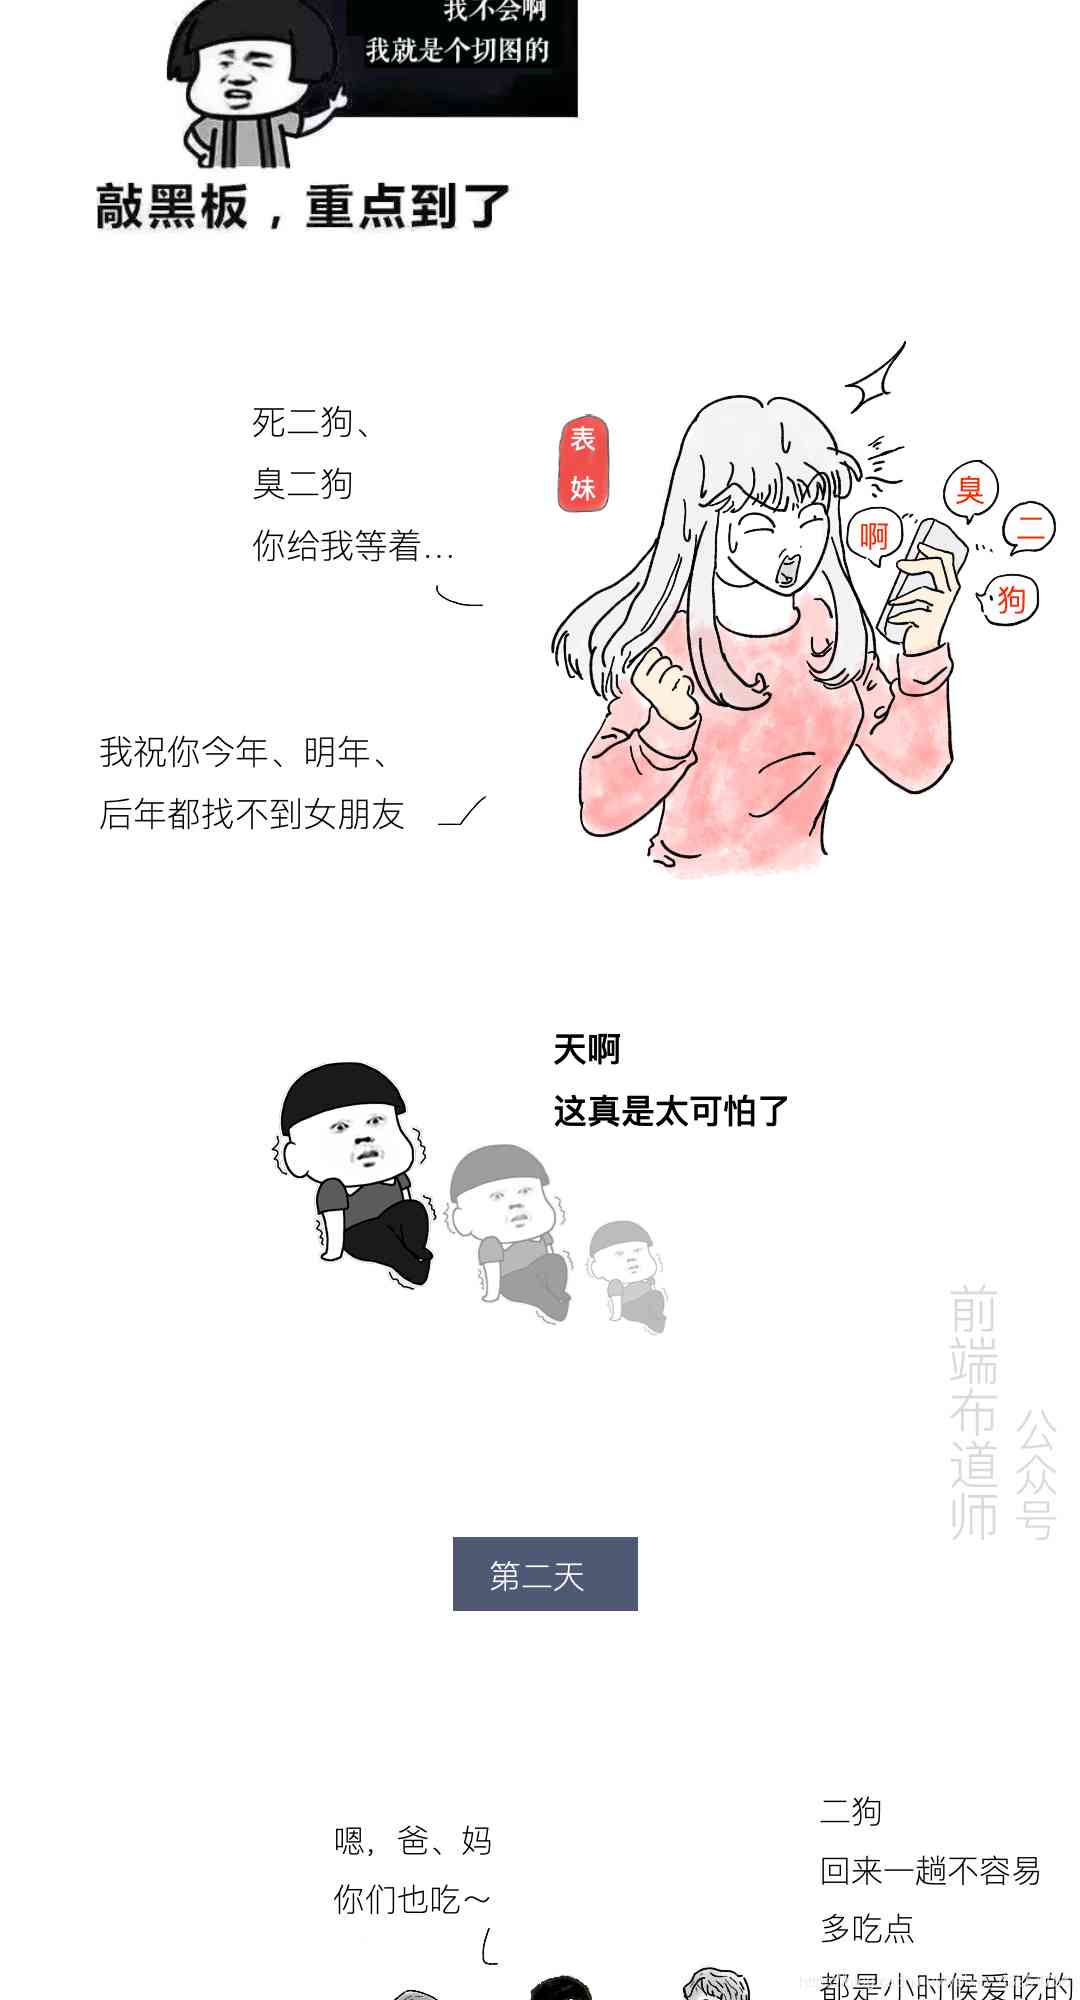 我不会啊
我就是个切图的
敲黑板，重点到了
死二狗、
臭二狗
你给我等着...
表
妹
啊
臭
二
狗
我祝你今年、明年、
后年都找不到女朋友
天啊
这真是太可怕了
前端布道师
公众号
第二天
嗯，爸、妈
你们也吃～
二狗
回来一趟不容易
多吃点
都是小时候爱吃的